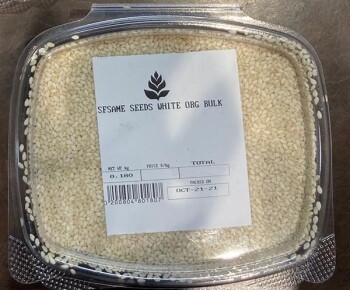 SESAME SEEDS WHITE ORG BULK
NET WT kg PRICE $/kg TOTAL
0.180
PACKED ON
OCT-21-21